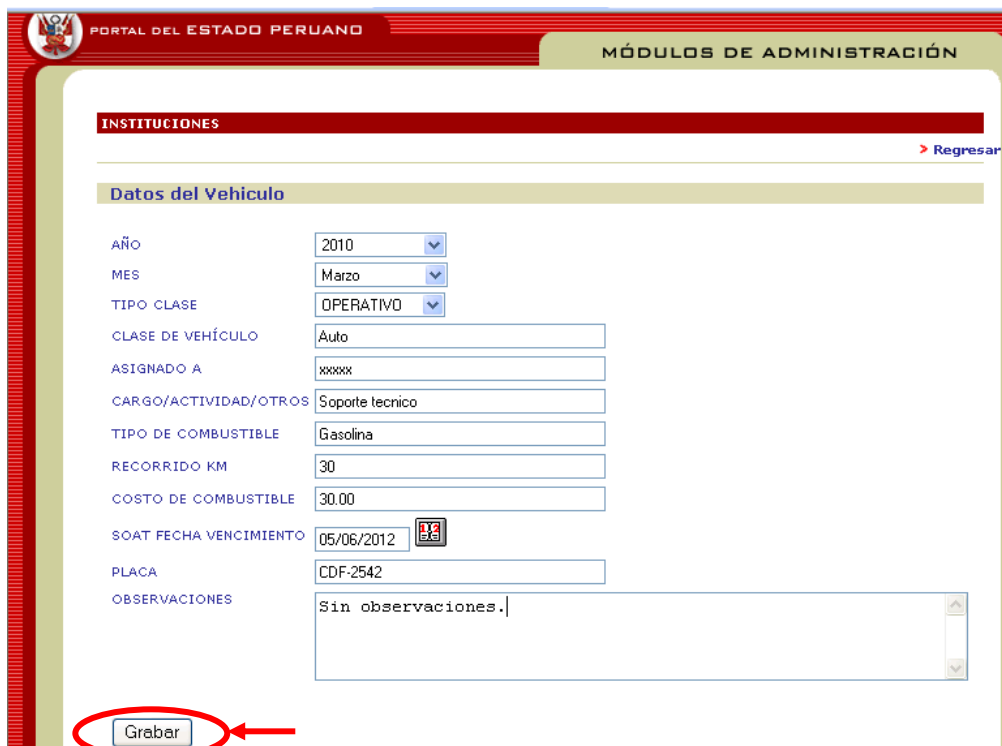 PORTAL DEL ESTADO PERUANO
MÓDULOS DE ADMINISTRACIÓN
INSTITUCIONES
> Regresar
Datos del Vehiculo
AÑO 2010
MES Marzo
TIPO CLASE OPERATIVO
CLASE DE VEHÍCULO Auto
ASIGNADO A xxxxx
CARGO/ACTIVIDAD/OTROS Soporte tecnico
TIPO DE COMBUSTIBLE Gasolina
RECORRIDO KM 30
COSTO DE COMBUSTIBLE 30.00
SOAT FECHA VENCIMIENTO 05/06/2012
PLACA CDF-2542
OBSERVACIONES Sin observaciones.
Grabar